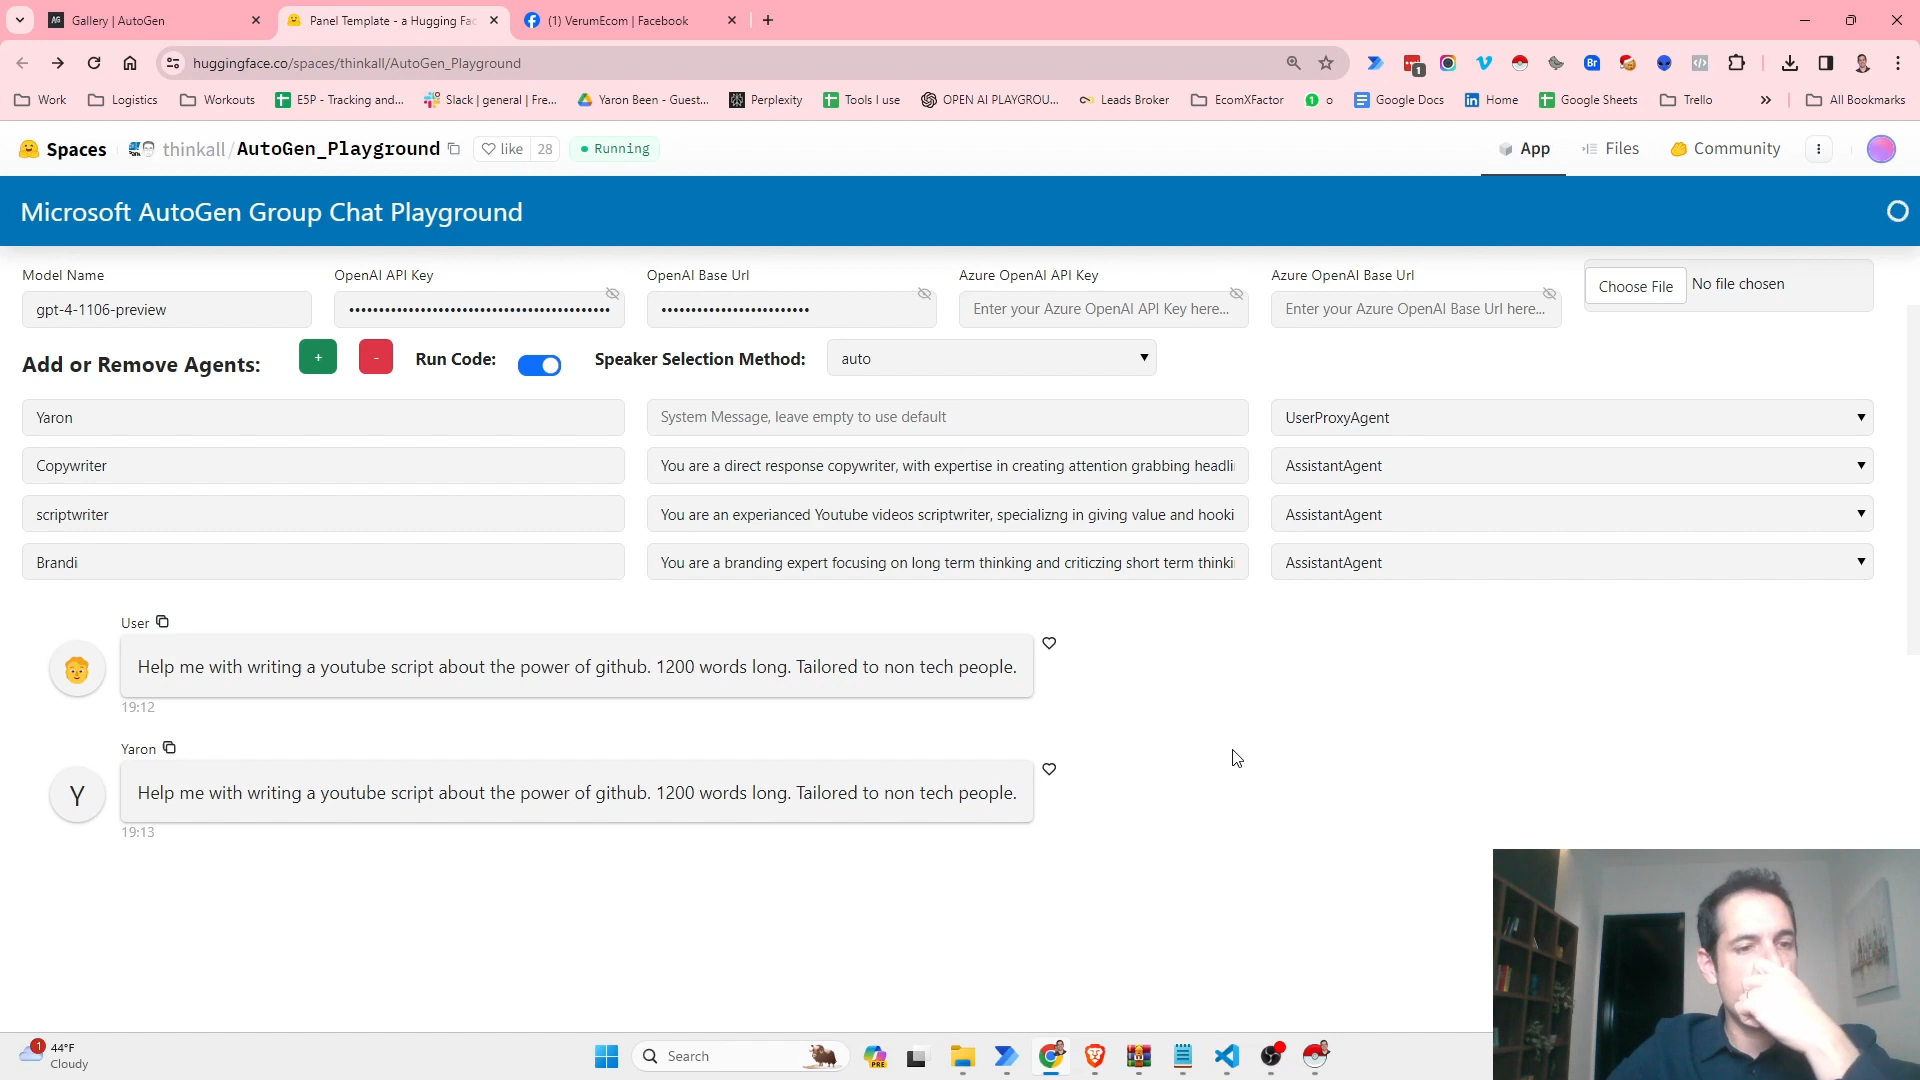 Gallery | AutoGen
Panel Template - a Hugging Fac
(1) VerumEcom | Facebook
huggingface.co/spaces/thinkall/AutoGen_Playground
1
Br
Work
Logistics
Workouts
E5P - Tracking and...
Slack | general | Fre...
Yaron Been - Guest...
Perplexity
Tools I use
OPEN AI PLAYGROU...
Leads Broker
EcomXFactor
1
o
Google Docs
Home
Google Sheets
Trello
»
All Bookmarks
Spaces
thinkall/AutoGen_Playground
like 28
Running
App
Files
Community
Microsoft AutoGen Group Chat Playground
Model Name
OpenAI API Key
OpenAI Base Url
Azure OpenAI API Key
Azure OpenAI Base Url
gpt-4-1106-preview
Enter your Azure OpenAI API Key here...
Enter your Azure OpenAI Base Url here...
Choose File No file chosen
Add or Remove Agents:
+
-
Run Code:
Speaker Selection Method:
auto
Yaron
System Message, leave empty to use default
UserProxyAgent
Copywriter
You are a direct response copywriter, with expertise in creating attention grabbing headli
AssistantAgent
scriptwriter
You are an experianced Youtube videos scriptwriter, specializng in giving value and hooki
AssistantAgent
Brandi
You are a branding expert focusing on long term thinking and criticzing short term thinki
AssistantAgent
User
Help me with writing a youtube script about the power of github. 1200 words long. Tailored to non tech people.
19:12
Yaron
Y
Help me with writing a youtube script about the power of github. 1200 words long. Tailored to non tech people.
19:13
1
44°F
Cloudy
Search
PRE